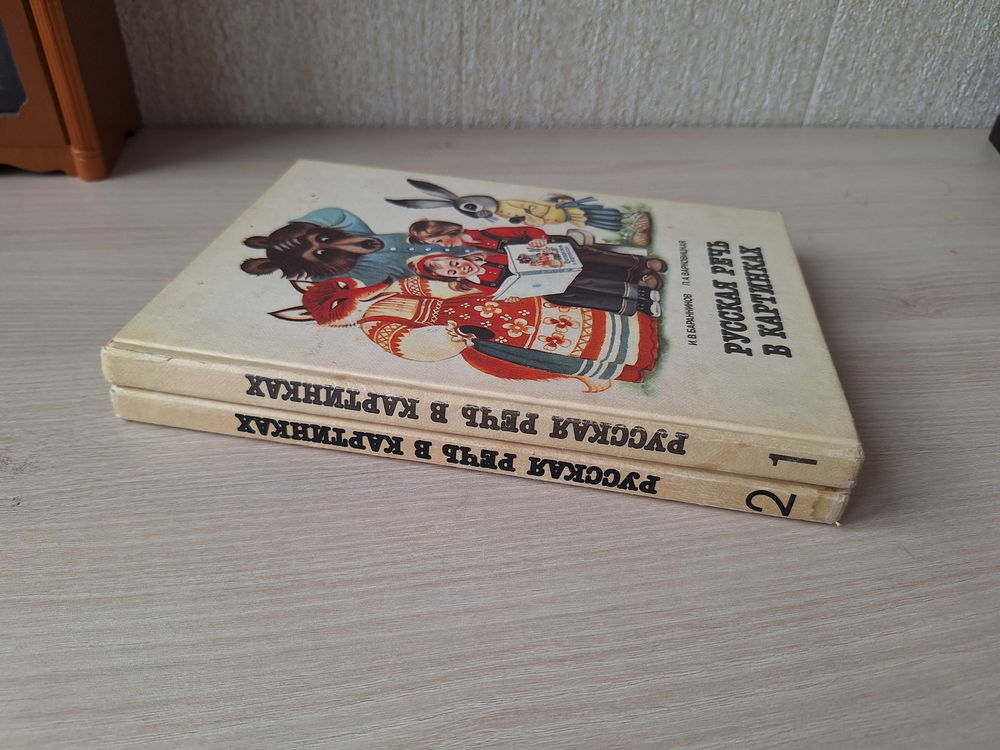 И. В. БАРАННИКОВ Л. А. ВАРКОВИЦКАЯ
РУССКАЯ РЕЧЬ
В КАРТИНКАХ
РУССКАЯ РЕЧЬ В КАРТИНКАХ
1
РУССКАЯ РЕЧЬ В КАРТИНКАХ
2